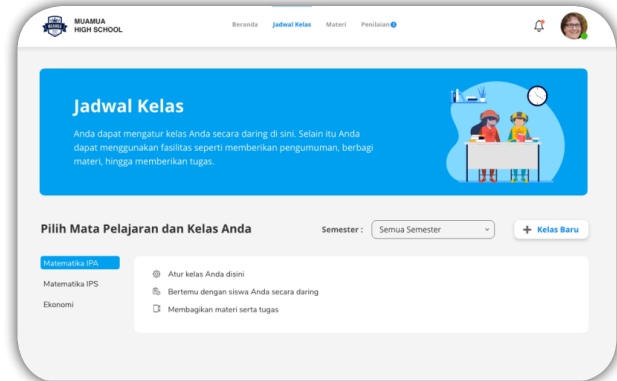 MUAMUA
HIGH SCHOOL
Beranda Jadwal Kelas Materi Penilaian
Jadwal Kelas
Anda dapat mengatur kelas Anda secara daring di sini. Selain itu Anda
dapat menggunakan fasilitas seperti memberikan pengumuman, berbagi
materi, hingga memberikan tugas.
Pilih Mata Pelajaran dan Kelas Anda
Semester : Semua Semester
+ Kelas Baru
Matematika IPA
Matematika IPS
Ekonomi
Atur kelas Anda disini
Bertemu dengan siswa Anda secara daring
Membagikan materi serta tugas